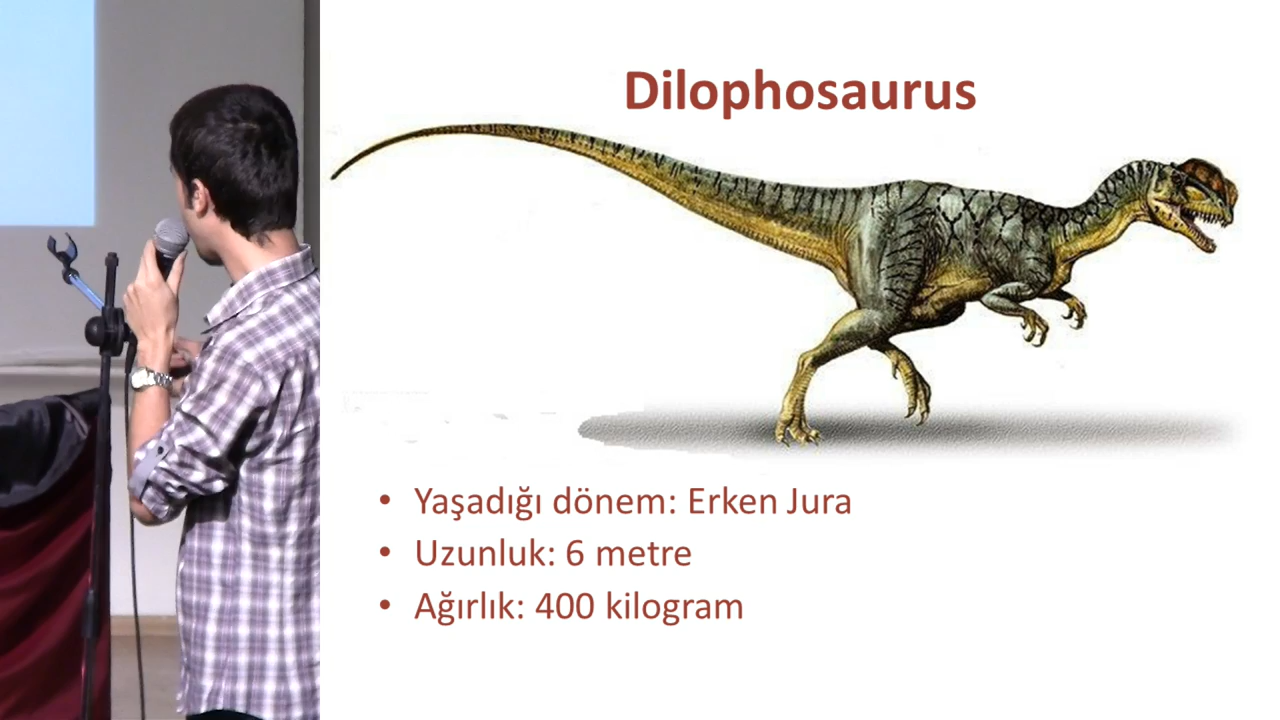 Dilophosaurus
• Yaşadığı dönem: Erken Jura
• Uzunluk: 6 metre
• Ağırlık: 400 kilogram